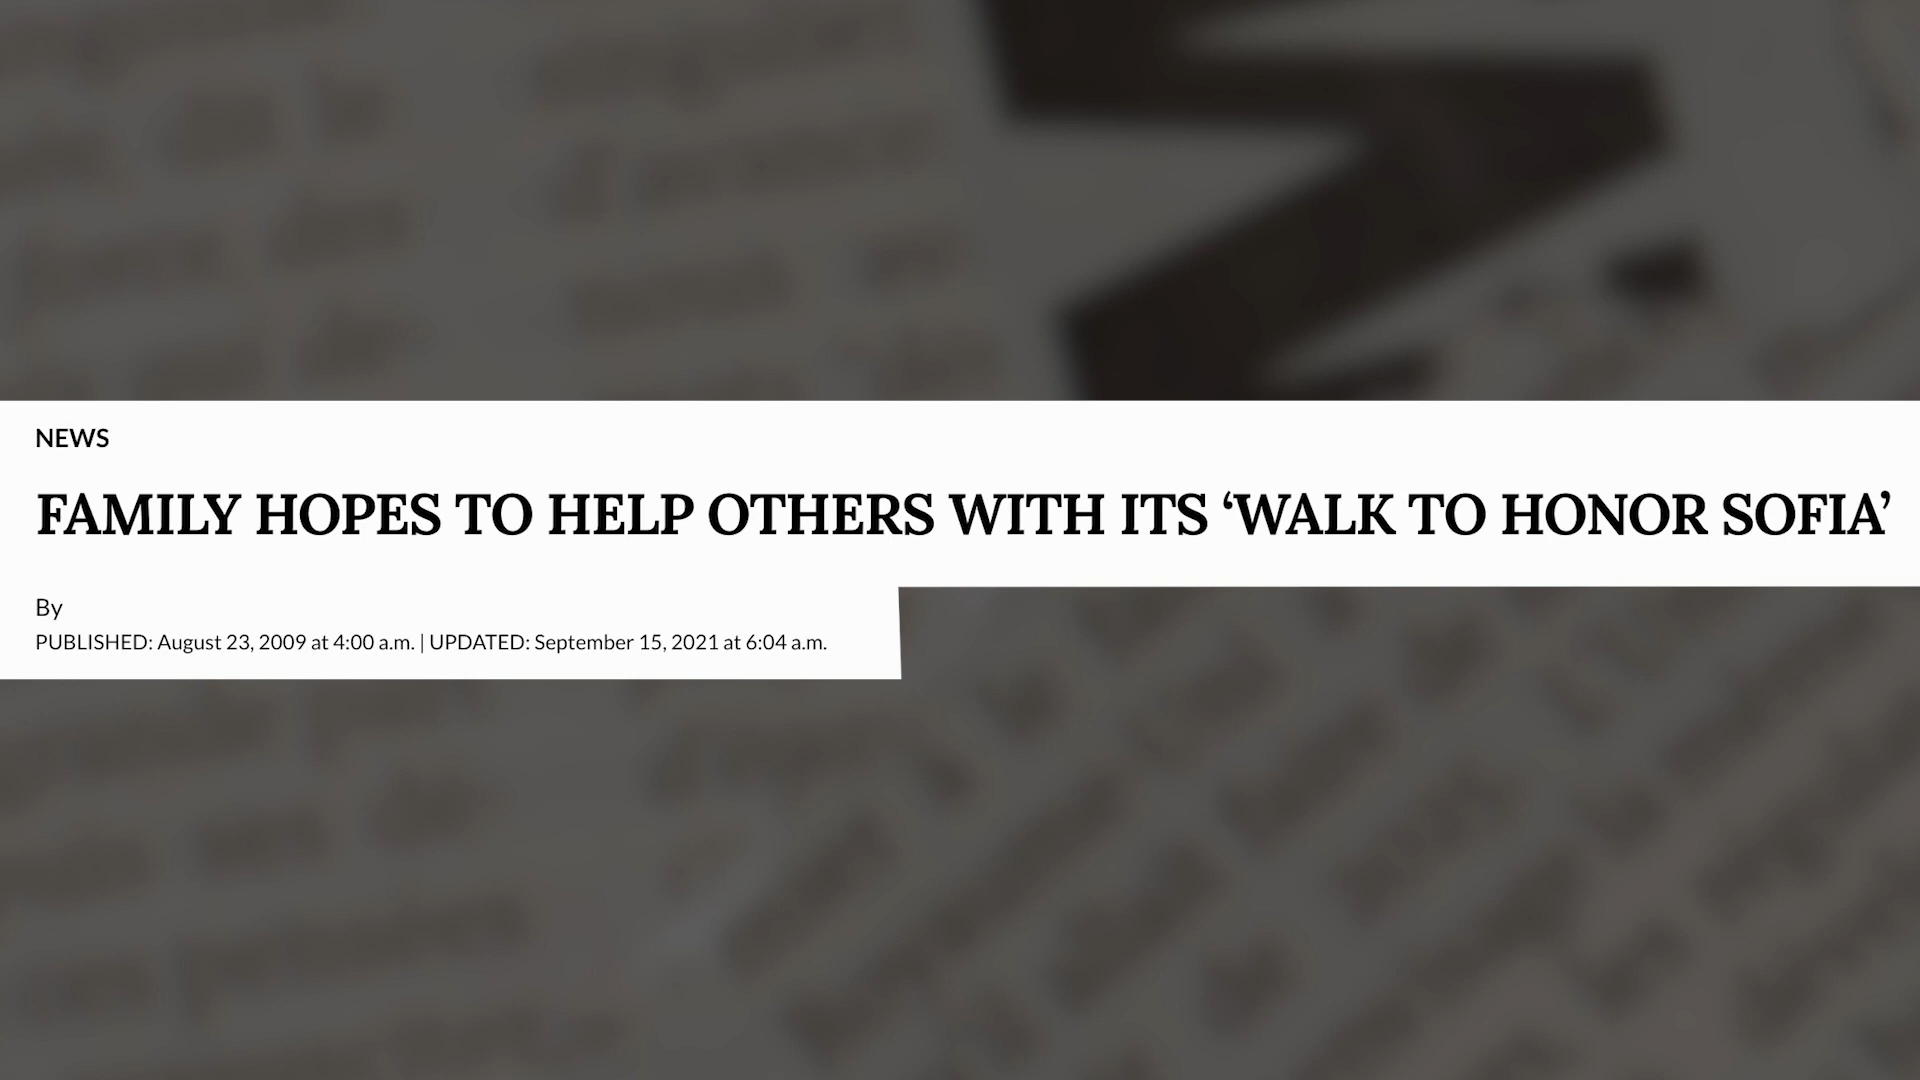 NEWS
FAMILY HOPES TO HELP OTHERS WITH ITS ‘WALK TO HONOR SOFIA’
By
PUBLISHED: August 23, 2009 at 4:00 a.m. | UPDATED: September 15, 2021 at 6:04 a.m.